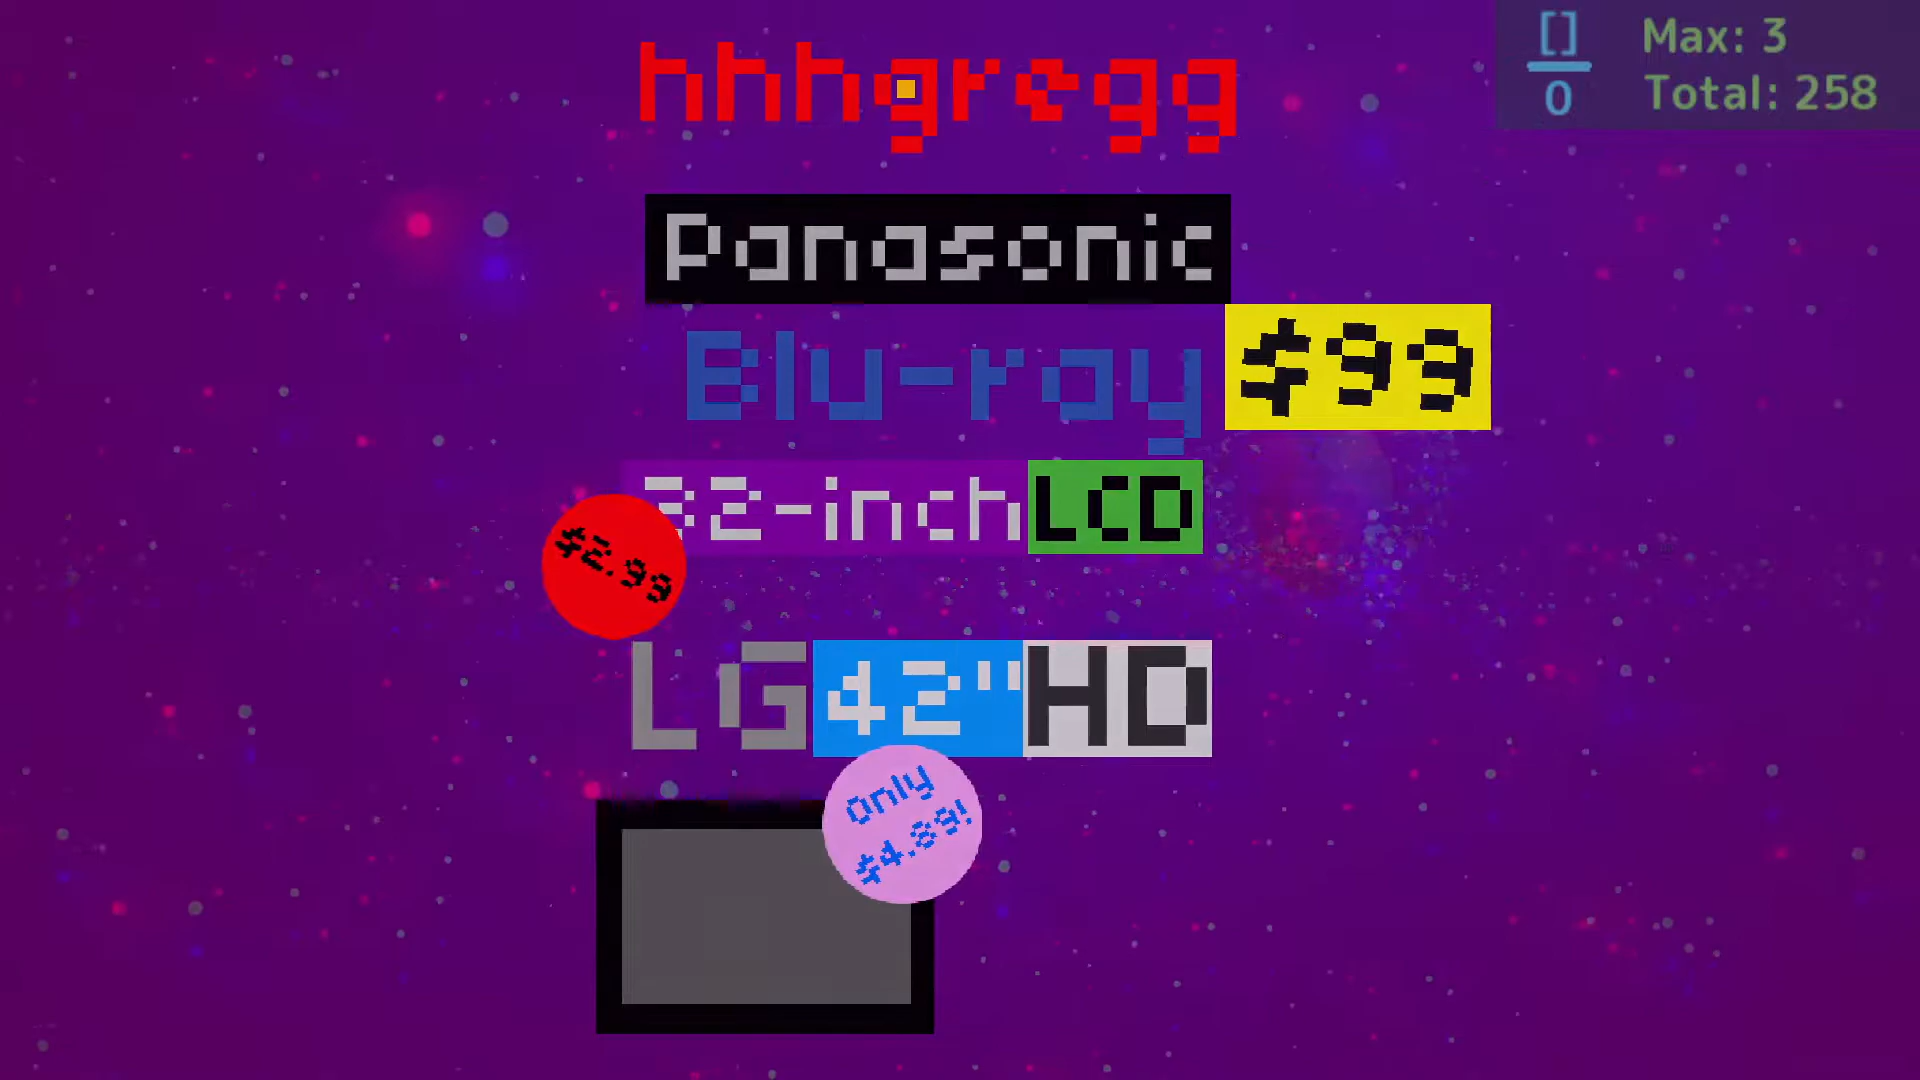 []
0
Max: 3
Total: 258
hhhgregg
Panasonic
Blu-ray $99
32-inch LCD
$2.99
LG 42" HD
Only
$4.89!